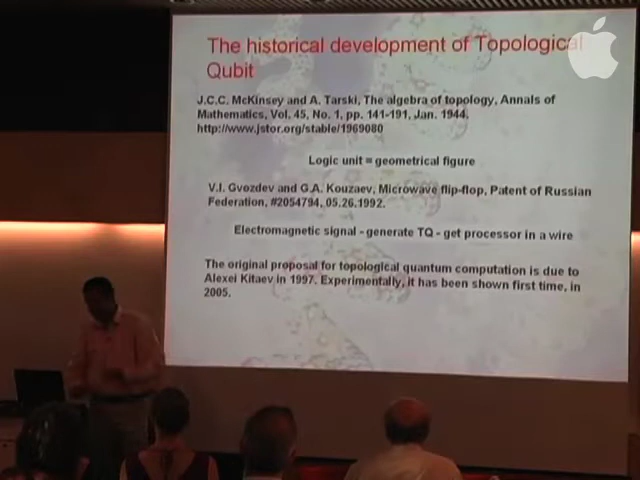 The historical development of Topological
Qubit
J.C.C. McKinsey and A. Tarski, The algebra of topology, Annals of
Mathematics, Vol. 45, No. 1, pp. 141-191, Jan. 1944.
http://www.jstor.org/stable/1969080
Logic unit = geometrical figure
V.I. Gvozdev and G.A. Kouzaev, Microwave flip-flop, Patent of Russian
Federation, #2054794, 05.26.1992.
Electromagnetic signal - generate TQ - get processor in a wire
The original proposal for topological quantum computation is due to
Alexei Kitaev in 1997. Experimentally, it has been shown first time, in
2005.